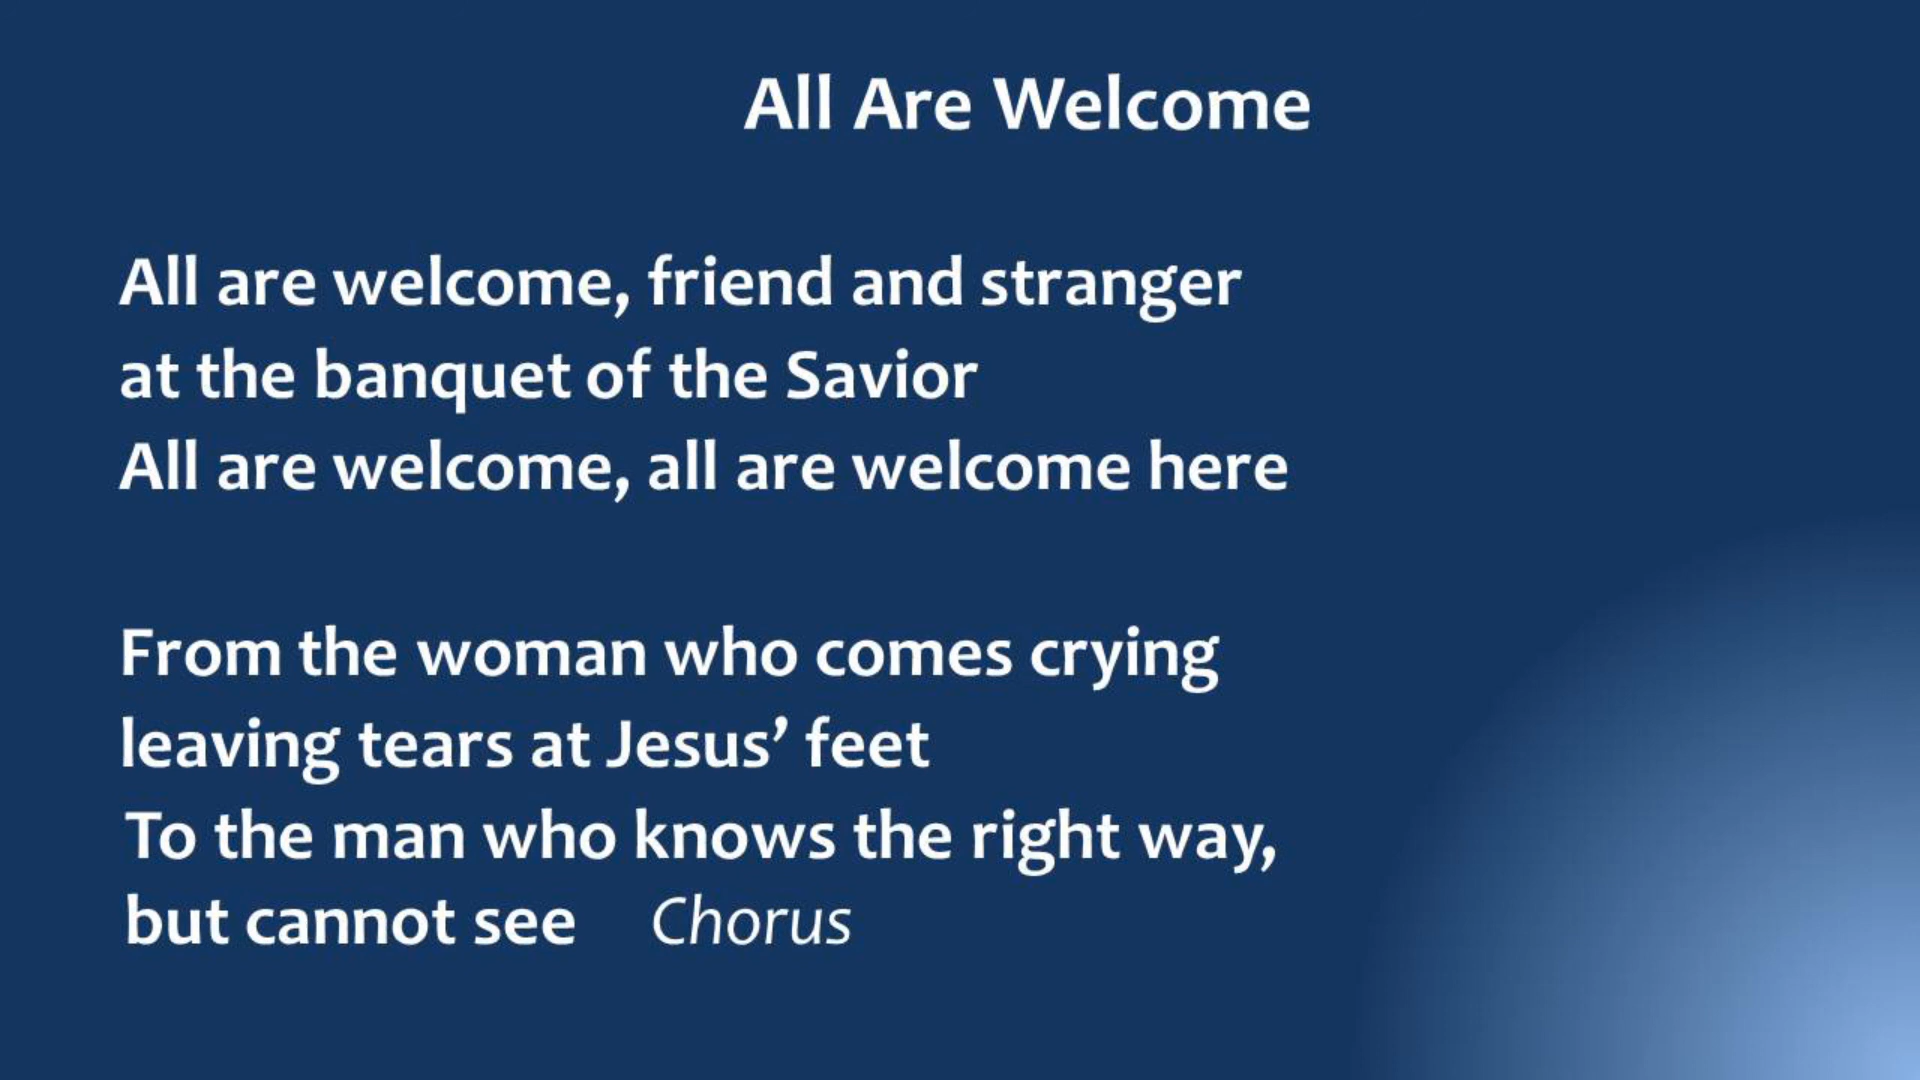 All Are Welcome
All are welcome, friend and stranger
at the banquet of the Savior
All are welcome, all are welcome here
From the woman who comes crying
leaving tears at Jesus’ feet
To the man who knows the right way,
but cannot see Chorus